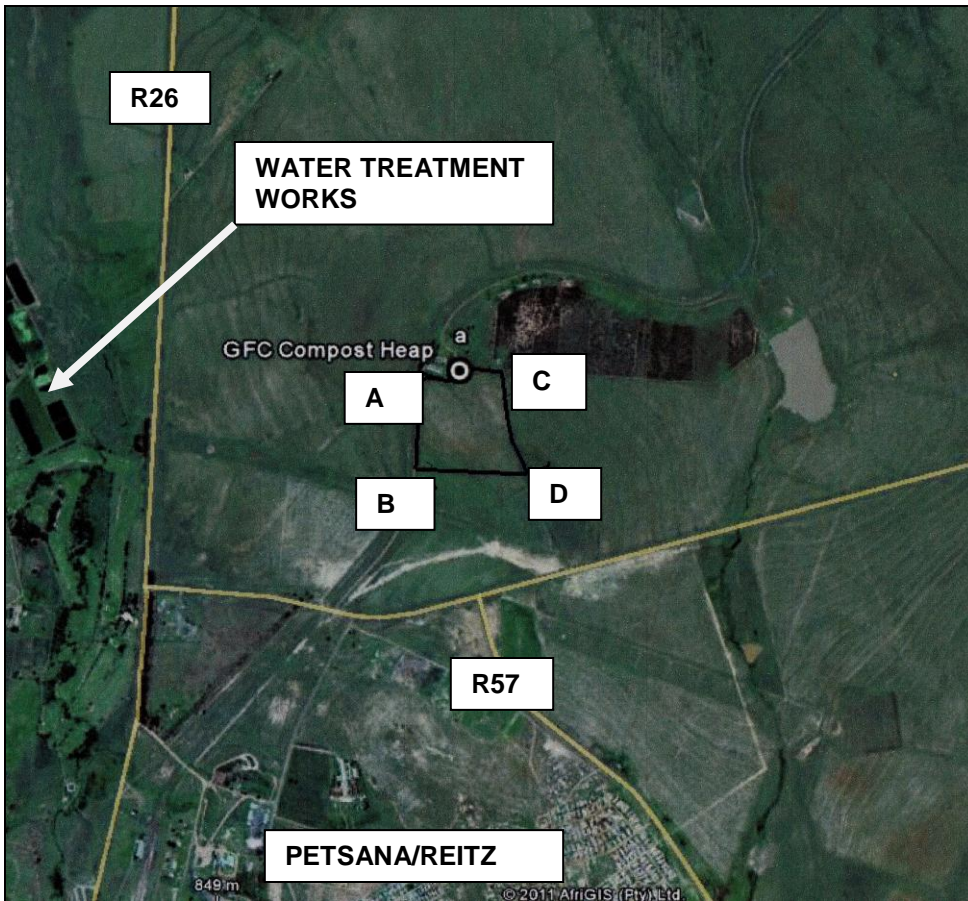 R26
WATER TREATMENT
WORKS
a
GFC Compost Heap
A
C
B
D
R57
PETSANA/REITZ
849 m
© 2011 AfriGIS (Pty) Ltd.